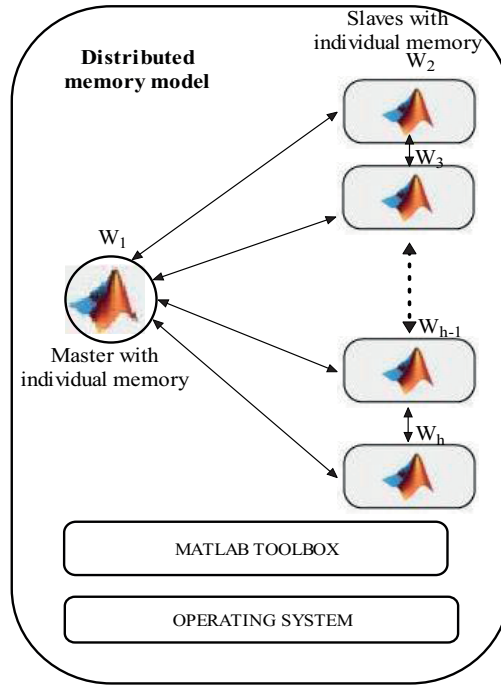 Slaves with
individual memory
Distributed
memory model
W2
W3
W1
Master with
individual memory
Wh-1
Wh
MATLAB TOOLBOX
OPERATING SYSTEM